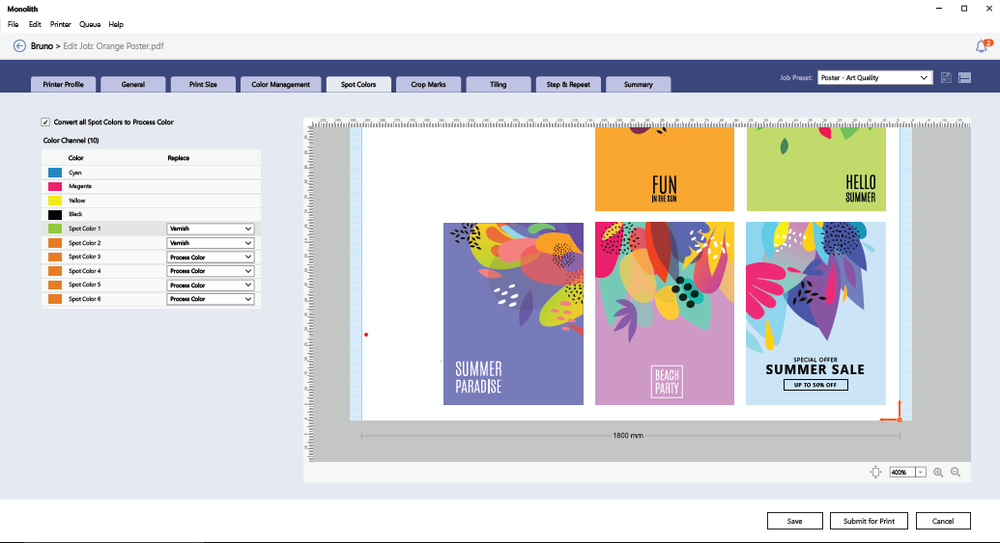 Monolith
File Edit Printer Queue Help
Bruno > Edit Job: Orange Poster.pdf
2
Printer Profile General Print Size Color Management Spot Colors Crop Marks Tiling Step & Repeat Summary
Job Preset: Poster - Art Quality
Convert all Spot Colors to Process Color
Color Channel (10)
Color Replace
Cyan
Magenta
Yellow
Black
Spot Color 1 Varnish
Spot Color 2 Varnish
Spot Color 3 Process Color
Spot Color 4 Process Color
Spot Color 5 Process Color
Spot Color 6 Process Color
FUN
IN THE SUN
HELLO
SUMMER
SUMMER
PARADISE
BEACH
PARTY
SPECIAL OFFER
SUMMER SALE
UP TO 50% OFF
1800 mm
400%
Save Submit for Print Cancel